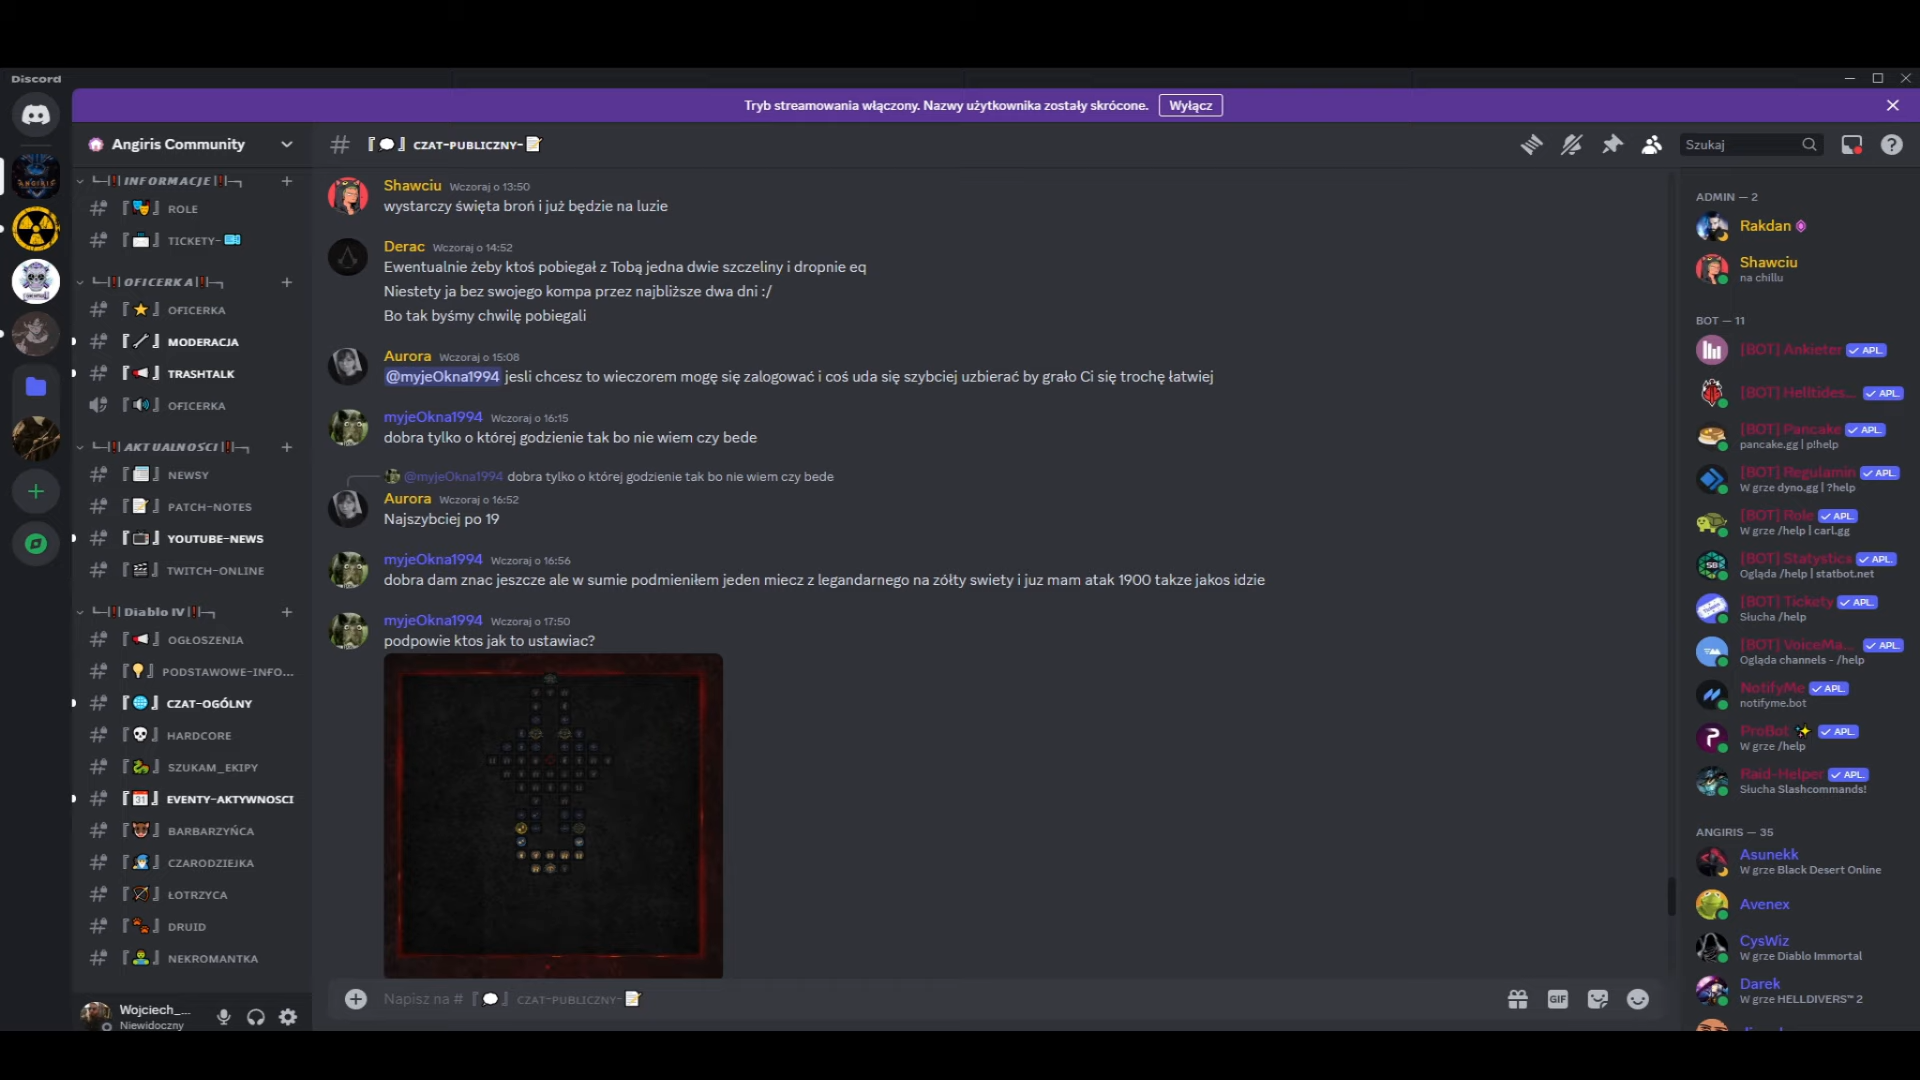 Discord
Tryb streamowania włączony. Nazwy użytkownika zostały skrócone.
Wyłącz
Angiris Community
INFORMACJE
ROLE
TICKETY-
OFICERKA
OFICERKA
MODERACJA
TRASHTALK
OFICERKA
AKTUALNOŚCI
NEWSY
PATCH-NOTES
YOUTUBE-NEWS
TWITCH-ONLINE
Diablo IV
OGŁOSZENIA
PODSTAWOWE-INFO...
CZAT-OGÓLNY
HARDCORE
SZUKAM_EKIPY
EVENTY-AKTYWNOSCI
BARBARZYŃCA
CZARODZIEJKA
ŁOTRZYCA
DRUID
NEKROMANTKA
Wojciech_...
Niewidoczny
CZAT-PUBLICZNY-
Szukaj
Shawciu Wczoraj o 13:50
wystarczy święta broń i już będzie na luzie
Derac Wczoraj o 14:52
Ewentualnie żeby ktoś pobiegał z Tobą jedna dwie szczeliny i dropnie eq
Niestety ja bez swojego kompa przez najbliższe dwa dni :/
Bo tak byśmy chwilę pobiegali
Aurora Wczoraj o 15:08
@myjeOkna1994 jesli chcesz to wieczorem mogę się zalogować i coś uda się szybciej uzbierać by grało Ci się trochę łatwiej
myjeOkna1994 Wczoraj o 16:15
dobra tylko o której godzienie tak bo nie wiem czy bede
@myjeOkna1994 dobra tylko o której godzienie tak bo nie wiem czy bede
Aurora Wczoraj o 16:52
Najszybciej po 19
myjeOkna1994 Wczoraj o 16:56
dobra dam znac jeszcze ale w sumie podmieniłem jeden miecz z legandarnego na zółty swiety i juz mam atak 1900 takze jakos idzie
myjeOkna1994 Wczoraj o 17:50
podpowie ktos jak to ustawiac?
Napisz na # CZAT-PUBLICZNY-
GIF
ADMIN — 2
Rakdan
Shawciu
na chillu
BOT — 11
[BOT] Ankieter APL.
[BOT] Helltides... APL.
[BOT] Pancake APL.
pancake.gg | p!help
[BOT] Regulamin APL.
W grze dyno.gg | ?help
[BOT] Role APL.
W grze /help | carl.gg
[BOT] Statystics APL.
Ogląda /help | statbot.net
[BOT] Tickety APL.
Słucha /help
[BOT] VoiceMa... APL.
Ogląda channels - /help
NotifyMe APL.
notifyme.bot
ProBot APL.
W grze /help
Raid-Helper APL.
Słucha Slashcommands!
ANGIRIS — 35
Asunekk
W grze Black Desert Online
Avenex
CysWiz
W grze Diablo Immortal
Darek
W grze HELLDIVERS™ 2